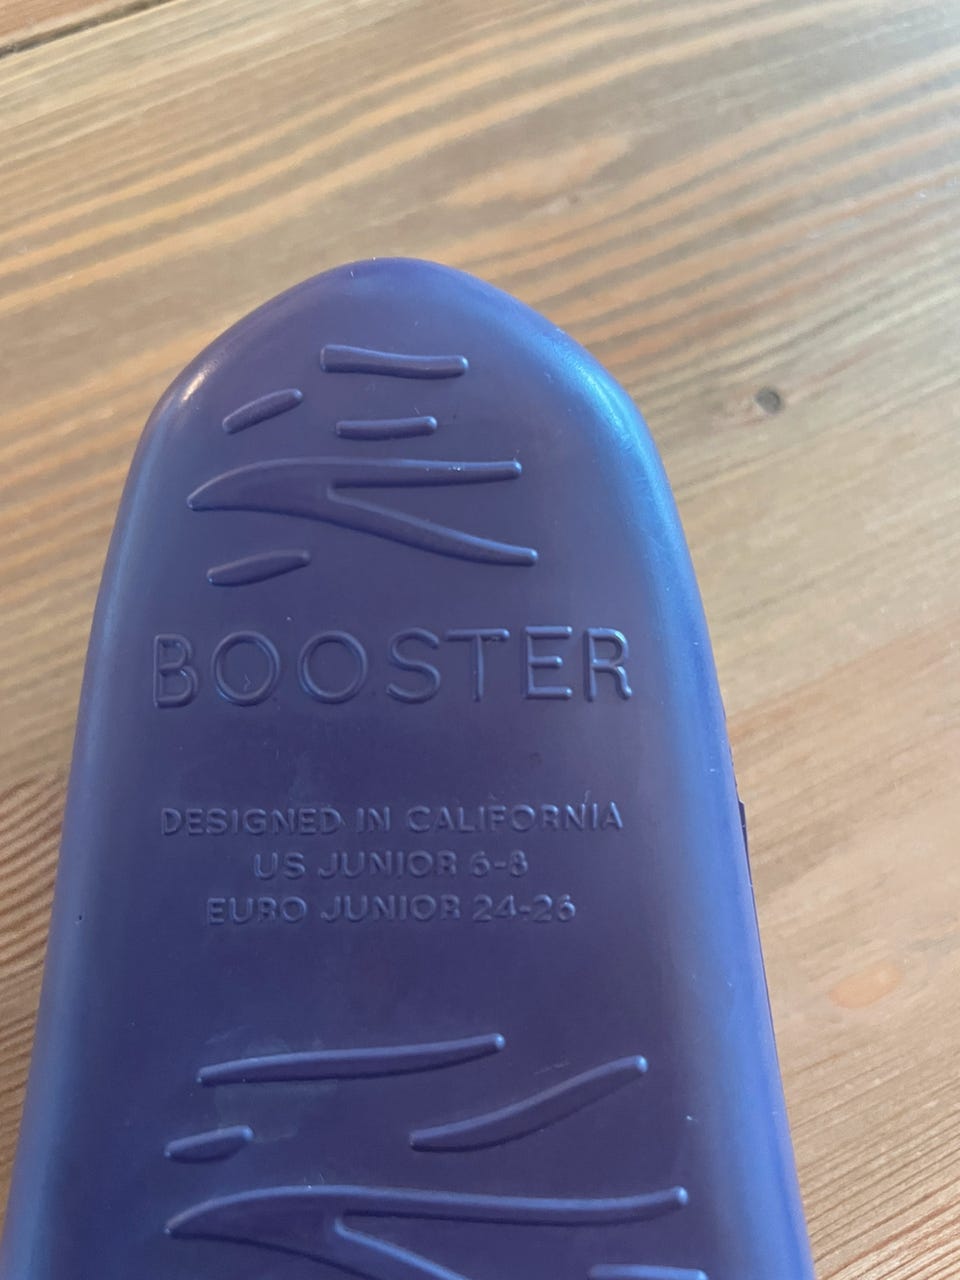 BOOSTER
DESIGNED IN CALIFORNIA
US JUNIOR 6-8
EURO JUNIOR 24-26